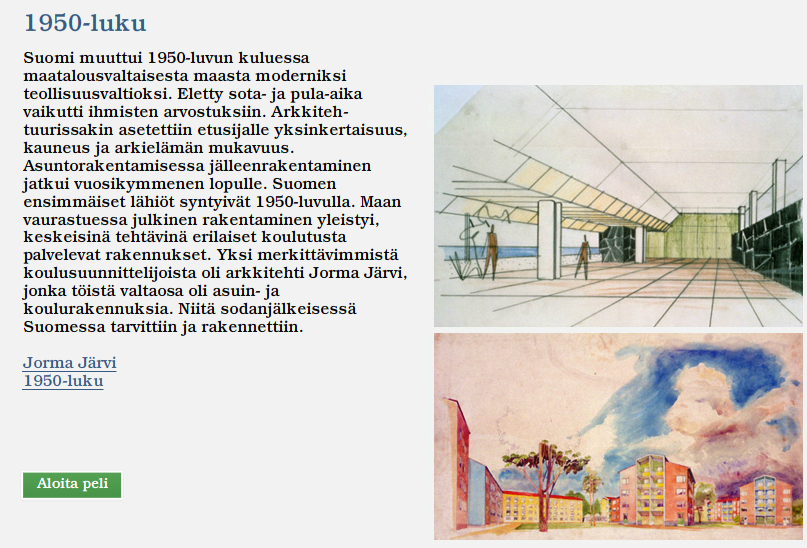 1950-luku
Suomi muuttui 1950-luvun kuluessa
maatalousvaltaisesta maasta moderniksi
teollisuusvaltioksi. Eletty sota- ja pula-aika
vaikutti ihmisten arvostuksiin. Arkkiteh-
tuurissakin asetettiin etusijalle yksinkertaisuus,
kauneus ja arkielämän mukavuus.
Asuntorakentamisessa jälleenrakentaminen
jatkui vuosikymmenen lopulle. Suomen
ensimmäiset lähiöt syntyivät 1950-luvulla. Maan
vaurastuessa julkinen rakentaminen yleistyi,
keskeisinä tehtävinä erilaiset koulutusta
palvelevat rakennukset. Yksi merkittävimmistä
koulusuunnittelijoista oli arkkitehti Jorma Järvi,
jonka töistä valtaosa oli asuin- ja
koulurakennuksia. Niitä sodanjälkeisessä
Suomessa tarvittiin ja rakennettiin.
Jorma Järvi
1950-luku
Aloita peli